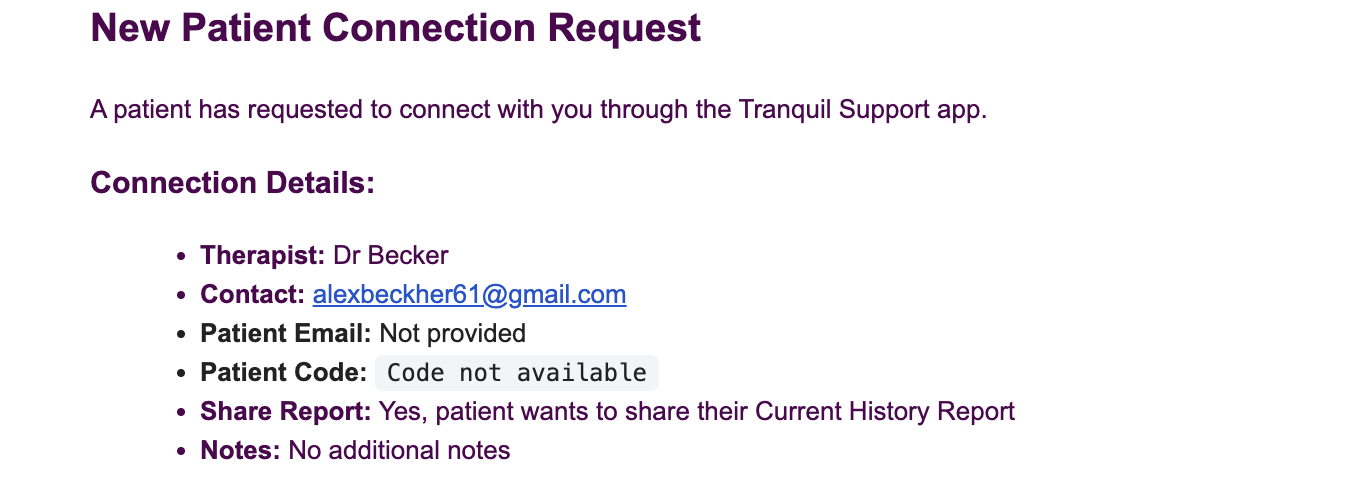 New Patient Connection Request
A patient has requested to connect with you through the Tranquil Support app.
Connection Details:
• Therapist: Dr Becker
• Contact: alexbeckher61@gmail.com
• Patient Email: Not provided
• Patient Code: Code not available
• Share Report: Yes, patient wants to share their Current History Report
• Notes: No additional notes